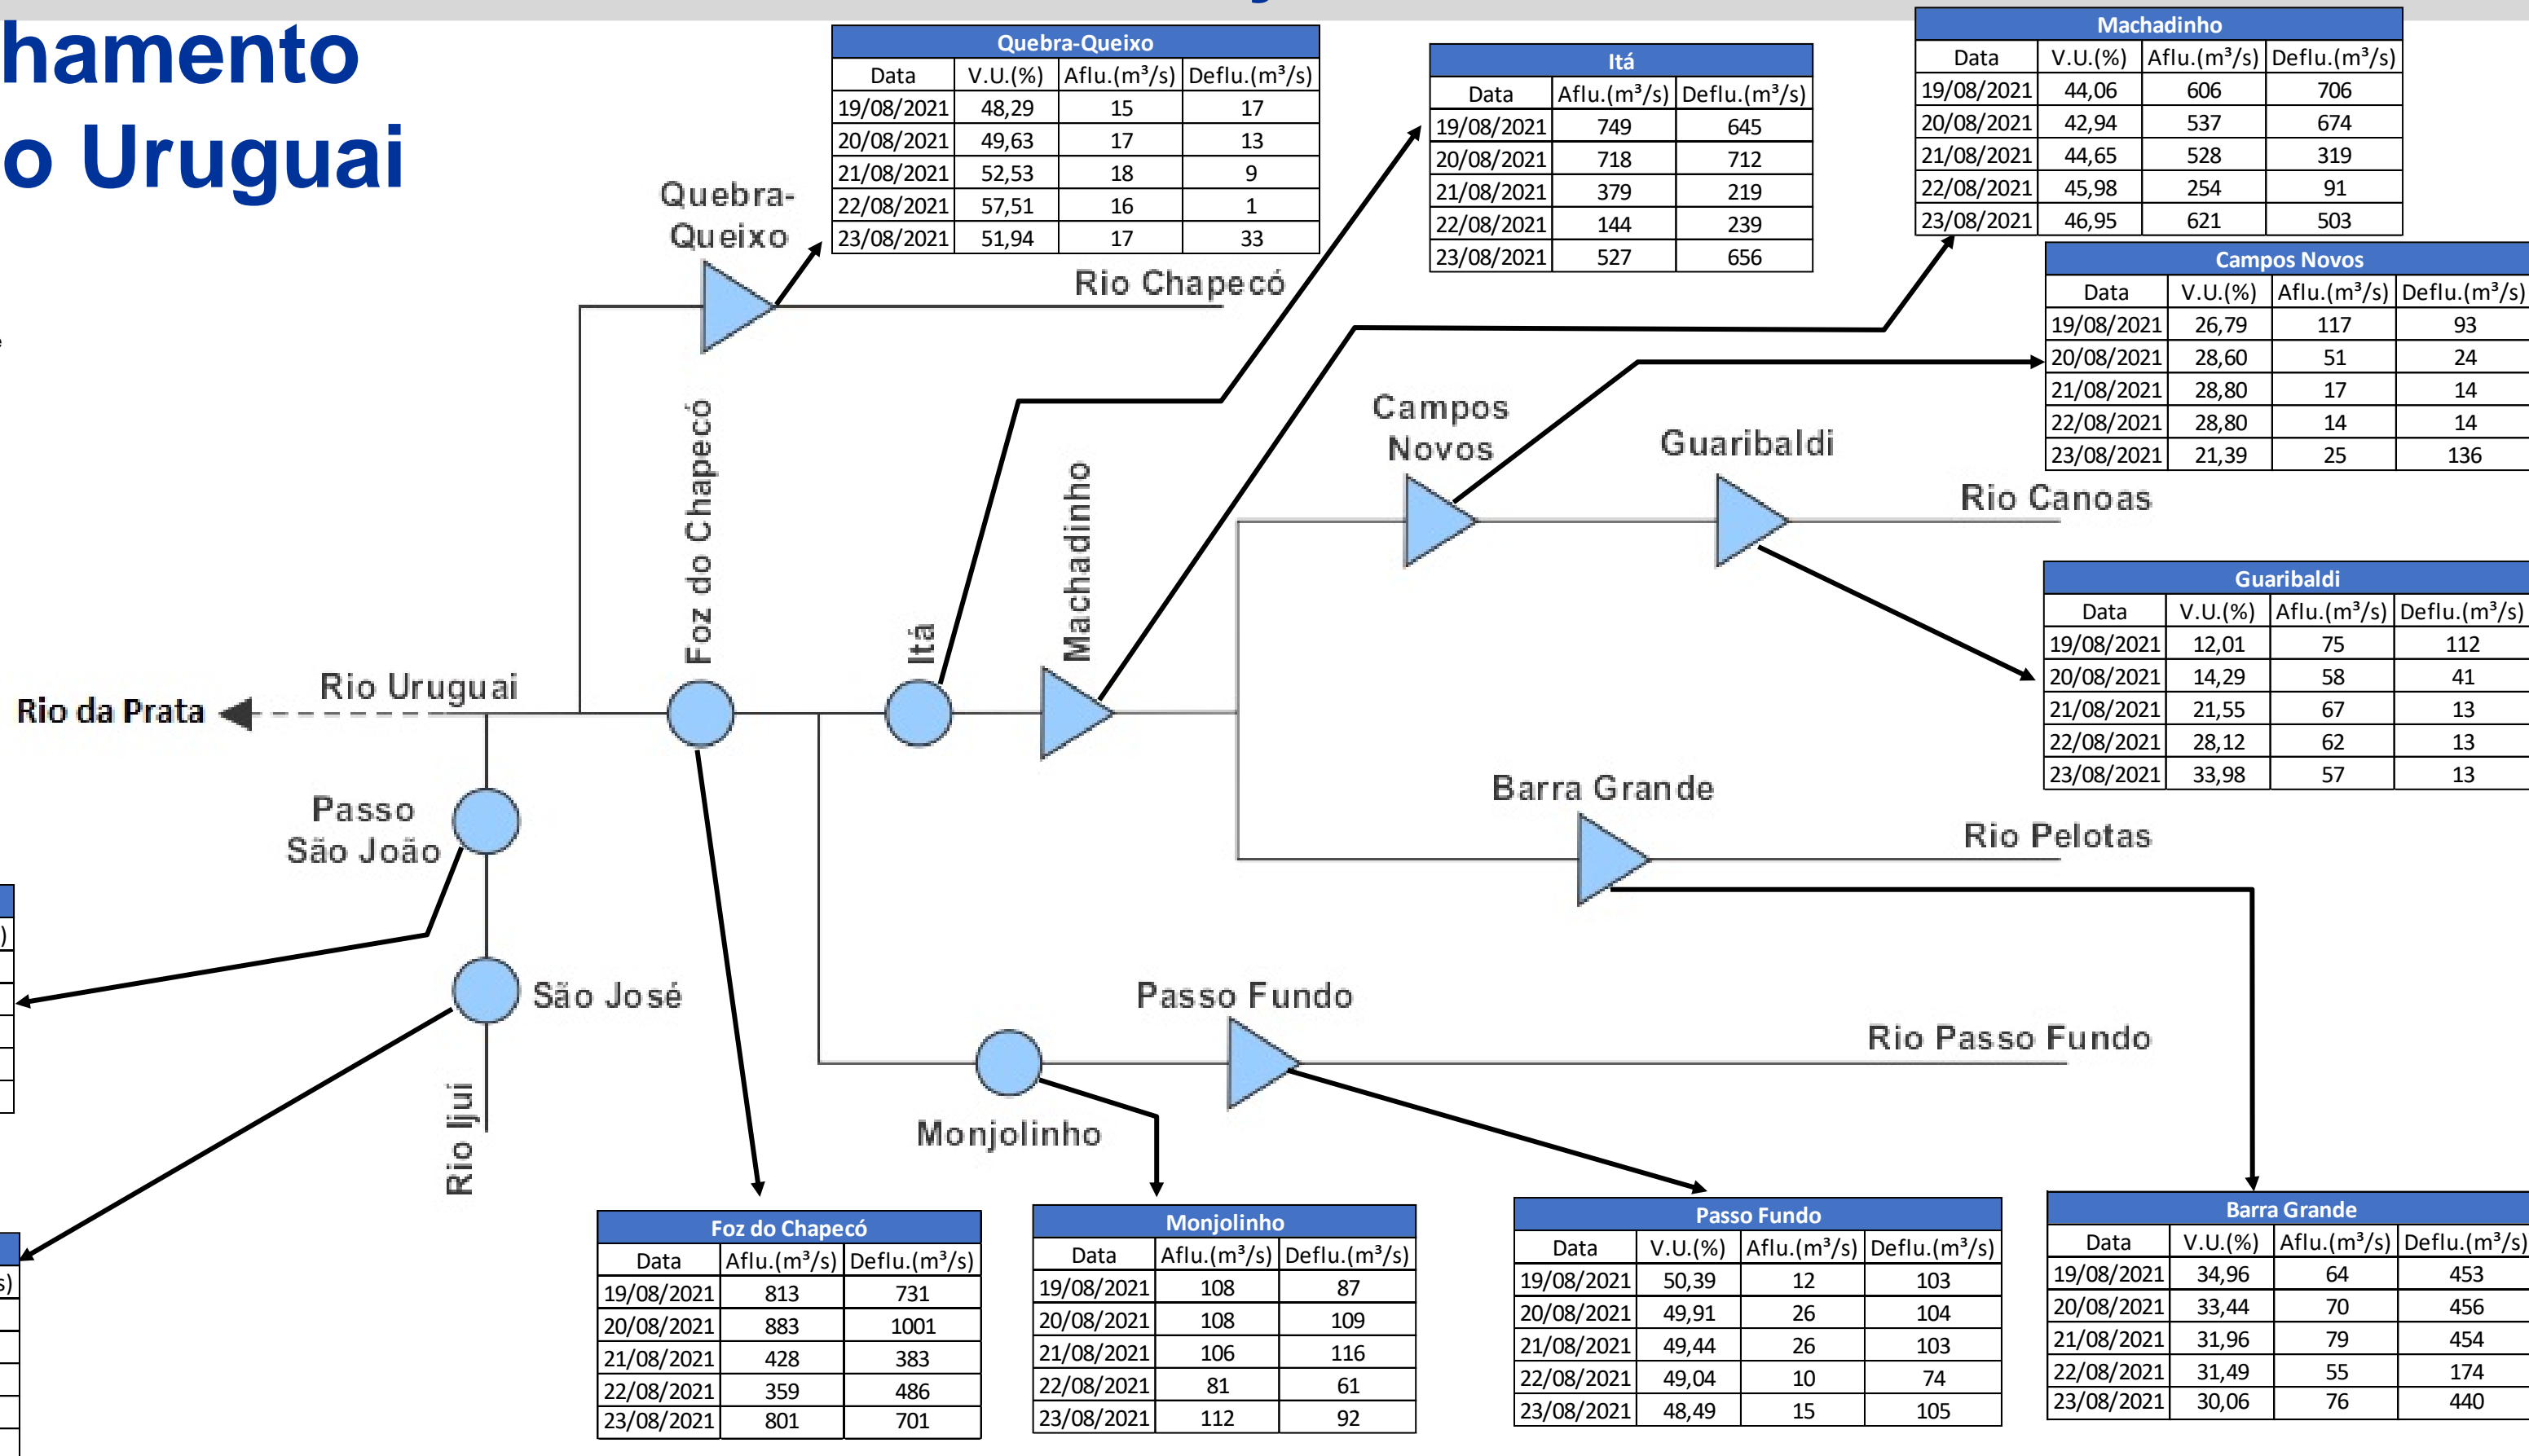 hamento
o Uruguai
Quebra-Queixo
Data V.U.(%) Aflu.(m³/s) Deflu.(m³/s)
19/08/2021 48,29 15 17
20/08/2021 49,63 17 13
21/08/2021 52,53 18 9
22/08/2021 57,51 16 1
23/08/2021 51,94 17 33
Itá
Data Aflu.(m³/s) Deflu.(m³/s)
19/08/2021 749 645
20/08/2021 718 712
21/08/2021 379 219
22/08/2021 144 239
23/08/2021 527 656
Machadinho
Data V.U.(%) Aflu.(m³/s) Deflu.(m³/s)
19/08/2021 44,06 606 706
20/08/2021 42,94 537 674
21/08/2021 44,65 528 319
22/08/2021 45,98 254 91
23/08/2021 46,95 621 503
Campos Novos
Data V.U.(%) Aflu.(m³/s) Deflu.(m³/s)
19/08/2021 26,79 117 93
20/08/2021 28,60 51 24
21/08/2021 28,80 17 14
22/08/2021 28,80 14 14
23/08/2021 21,39 25 136
Quebra-
Queixo
Rio Chapecó
Foz do Chapecó
Itá
Machadinho
Campos
Novos
Guaribaldi
Rio Canoas
Guaribaldi
Data V.U.(%) Aflu.(m³/s) Deflu.(m³/s)
19/08/2021 12,01 75 112
20/08/2021 14,29 58 41
21/08/2021 21,55 67 13
22/08/2021 28,12 62 13
23/08/2021 33,98 57 13
Rio da Prata
Rio Uruguai
Passo
São João
Barra Grande
Rio Pelotas
São José
Rio Ijuí
Passo Fundo
Rio Passo Fundo
Monjolinho
Foz do Chapecó
Data Aflu.(m³/s) Deflu.(m³/s)
19/08/2021 813 731
20/08/2021 883 1001
21/08/2021 428 383
22/08/2021 359 486
23/08/2021 801 701
Monjolinho
Data Aflu.(m³/s) Deflu.(m³/s)
19/08/2021 108 87
20/08/2021 108 109
21/08/2021 106 116
22/08/2021 81 61
23/08/2021 112 92
Passo Fundo
Data V.U.(%) Aflu.(m³/s) Deflu.(m³/s)
19/08/2021 50,39 12 103
20/08/2021 49,91 26 104
21/08/2021 49,44 26 103
22/08/2021 49,04 10 74
23/08/2021 48,49 15 105
Barra Grande
Data V.U.(%) Aflu.(m³/s) Deflu.(m³/s)
19/08/2021 34,96 64 453
20/08/2021 33,44 70 456
21/08/2021 31,96 79 454
22/08/2021 31,49 55 174
23/08/2021 30,06 76 440